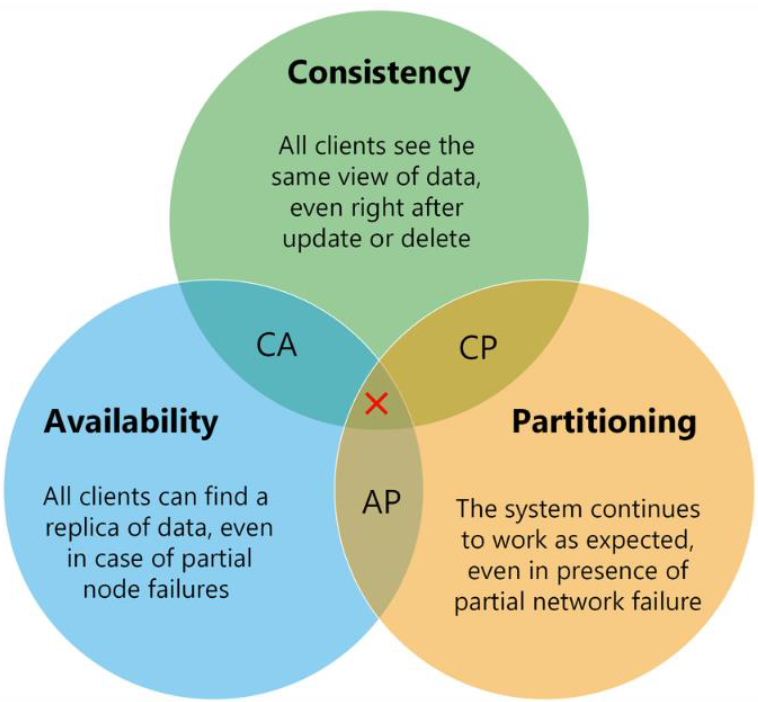 Consistency
All clients see the
same view of data,
even right after
update or delete
CA
CP
Availability
All clients can find a
replica of data, even
in case of partial
node failures
AP
Partitioning
The system continues
to work as expected,
even in presence of
partial network failure